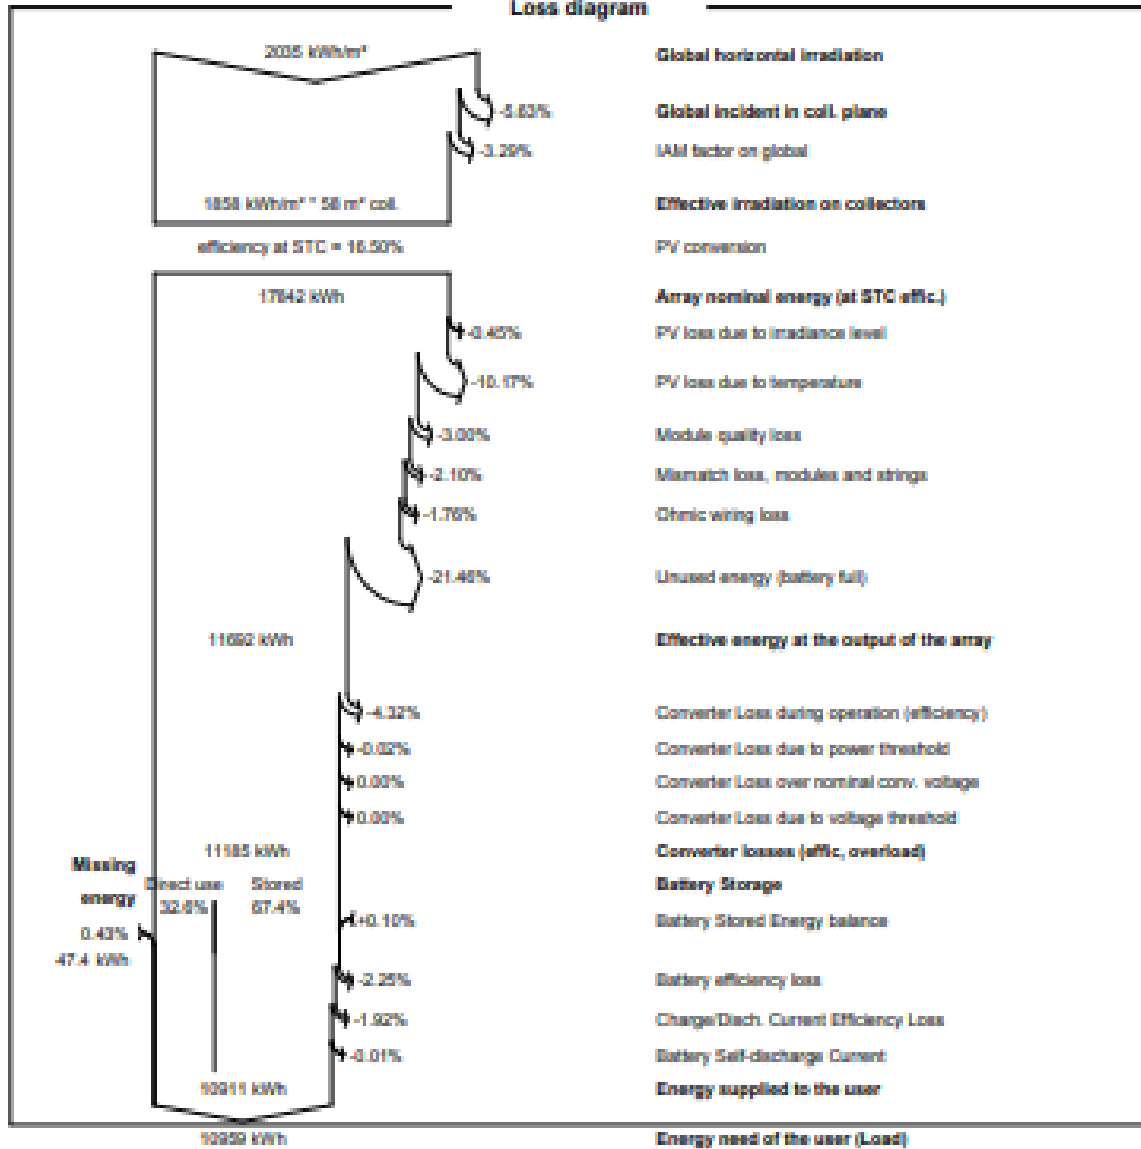 Loss diagram
2035 kWh/m² Global horizontal irradiation
-5.63% Global incident in coll. plane
-3.29% IAM factor on global
1858 kWh/m² * 58 m² coll. Effective irradiation on collectors
efficiency at STC = 16.50% PV conversion
17842 kWh Array nominal energy (at STC effic.)
-0.45% PV loss due to irradiance level
-10.17% PV loss due to temperature
-3.00% Module quality loss
-2.10% Mismatch loss, modules and strings
-1.76% Ohmic wiring loss
-21.46% Unused energy (battery full)
11692 kWh Effective energy at the output of the array
-4.32% Converter Loss during operation (efficiency)
-0.02% Converter Loss due to power threshold
0.00% Converter Loss over nominal conv. voltage
0.00% Converter Loss due to voltage threshold
11185 kWh Converter losses (effic, overload)
Missing
energy
Direct use Stored Battery Storage
32.6% 67.4%
0.43% +0.10% Battery Stored Energy balance
-47.4 kWh
-2.25% Battery efficiency loss
-1.92% Charge/Disch. Current Efficiency Loss
-0.01% Battery Self-discharge Current
10911 kWh Energy supplied to the user
10959 kWh Energy need of the user (Load)